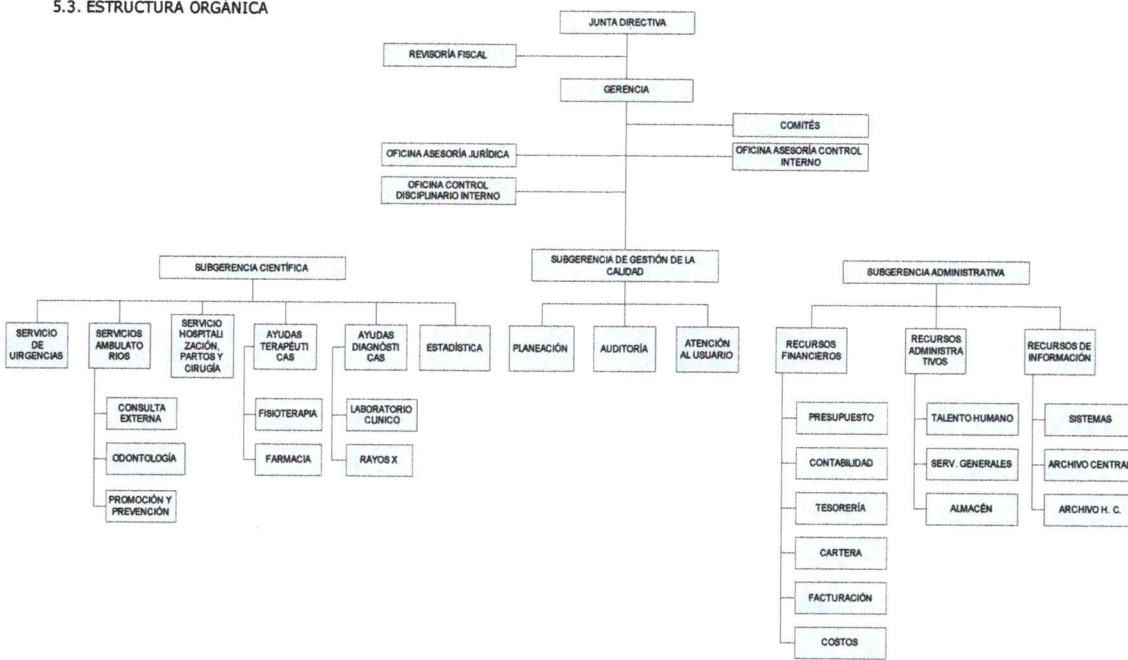 5.3. ESTRUCTURA ORGÁNICA
JUNTA DIRECTIVA
REVISORÍA FISCAL
GERENCIA
COMITÉS
OFICINA ASESORÍA JURÍDICA
OFICINA ASESORÍA CONTROL
INTERNO
OFICINA CONTROL
DISCIPLINARIO INTERNO
SUBGERENCIA CIENTÍFICA
SUBGERENCIA DE GESTIÓN DE LA
CALIDAD
SUBGERENCIA ADMINISTRATIVA
SERVICIO
DE
UIRGENCIAS
SERVICIOS
AMBULATO
RIOS
SERVICIO
HOSPITALI
ZACIÓN,
PARTOS Y
CIRUGÍA
AYUDAS
TERAPÉUTI
CAS
AYUDAS
DIAGNÓSTI
CAS
ESTADÍSTICA
PLANEACIÓN
AUDITORÍA
ATENCIÓN
AL USUARIO
RECURSOS
FINANCIEROS
RECURSOS
ADMINISTRA
TIVOS
RECURSOS DE
INFORMACIÓN
CONSULTA
EXTERNA
ODONTOLOGÍA
PROMOCIÓN Y
PREVENCIÓN
FISIOTERAPIA
FARMACIA
LABORATORIO
CLINICO
RAYOS X
PRESUPUESTO
CONTABILIDAD
TESORERÍA
CARTERA
FACTURACIÓN
COSTOS
TALENTO HUMANO
SERV. GENERALES
ALMACÉN
SISTEMAS
ARCHIVO CENTRAL
ARCHIVO H. C.